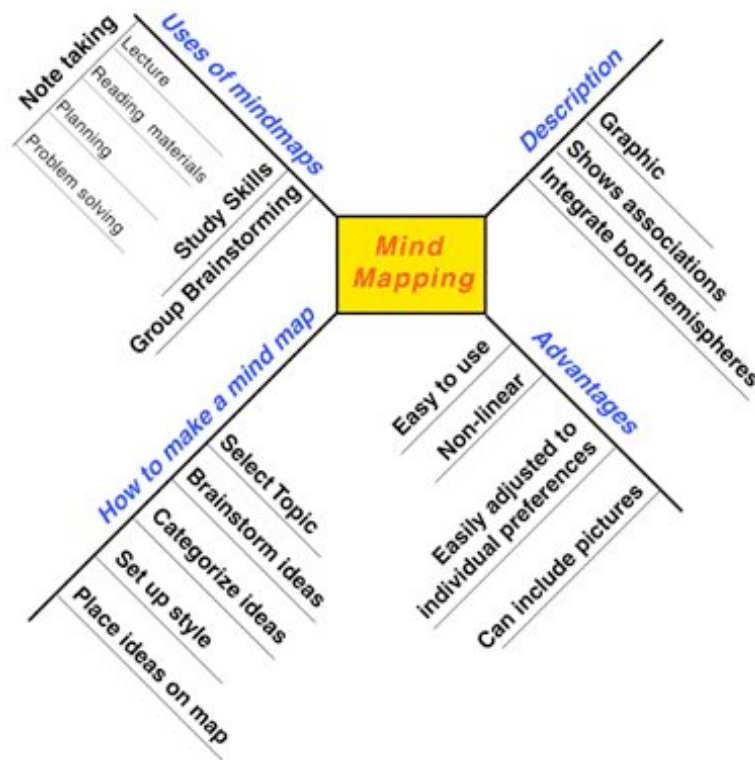 Mind
Mapping
Uses of mindmaps
Note taking
Lecture
Reading materials
Planning
Problem solving
Study Skills
Group Brainstorming
Description
Graphic
Shows associations
Integrate both hemispheres
How to make a mind map
Select Topic
Brainstorm ideas
Categorize ideas
Set up style
Place ideas on map
Advantages
Easy to use
Non-linear
Easily adjusted to
individual preferences
Can include pictures